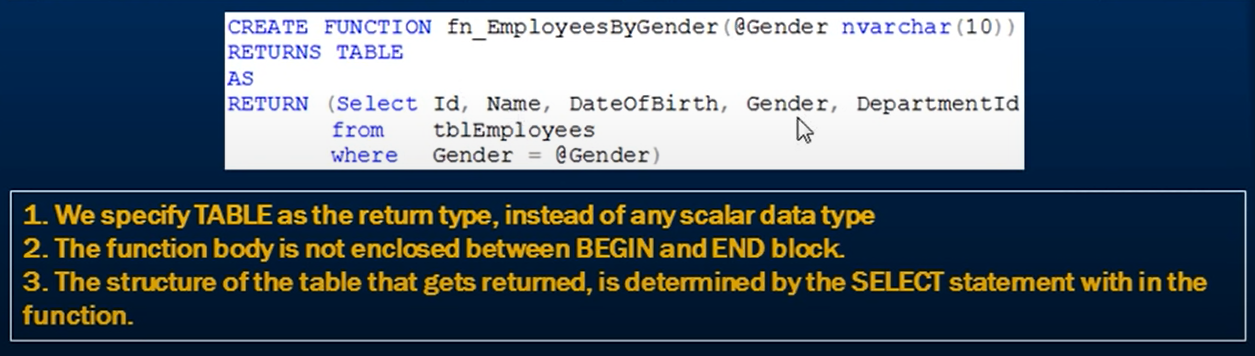 CREATE FUNCTION fn_EmployeesByGender(@Gender nvarchar(10))
RETURNS TABLE
AS
RETURN (Select Id, Name, DateOfBirth, Gender, DepartmentId
from tblEmployees
where Gender = @Gender)
1. We specify TABLE as the return type, instead of any scalar data type
2. The function body is not enclosed between BEGIN and END block.
3. The structure of the table that gets returned, is determined by the SELECT statement with in the
function.